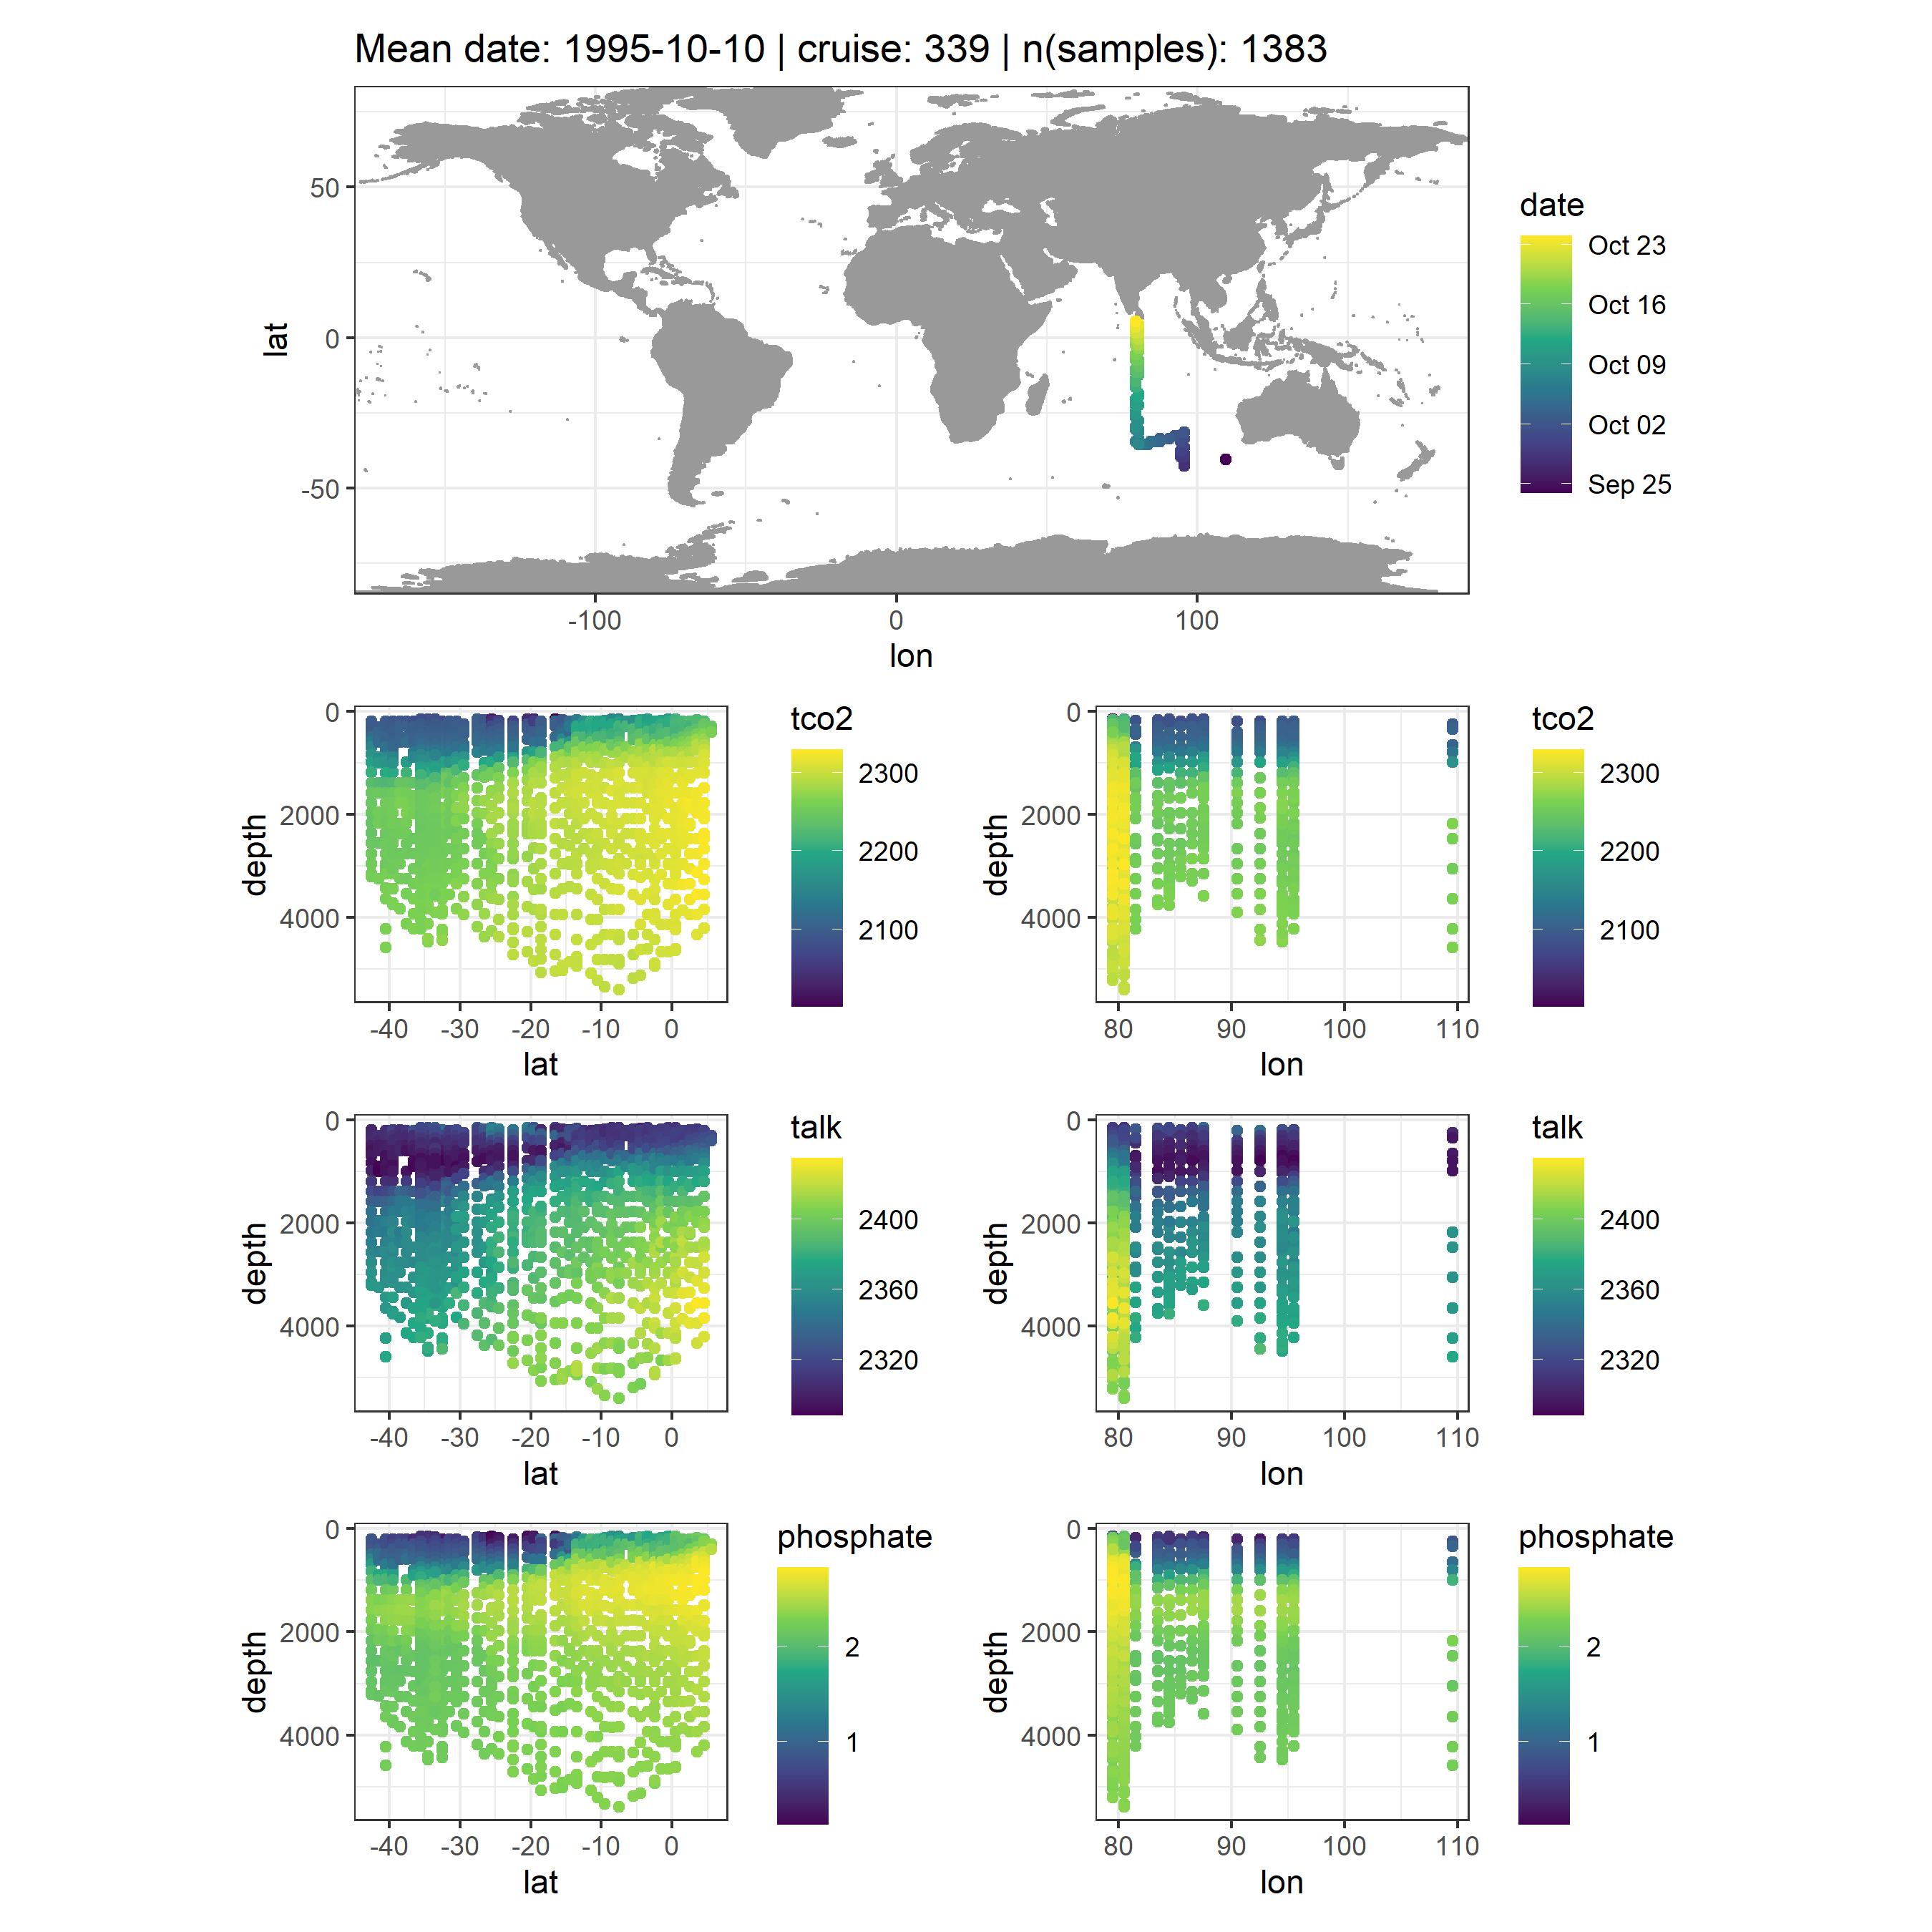 Mean date: 1995-10-10 | cruise: 339 | n(samples): 1383
lat
50
0
-50
-100
0
100
lon
date
Oct 23
Oct 16
Oct 09
Oct 02
Sep 25
depth
0
2000
4000
-40
-30
-20
-10
0
lat
tco2
2300
2200
2100
depth
0
2000
4000
80
90
100
110
lon
tco2
2300
2200
2100
depth
0
2000
4000
-40
-30
-20
-10
0
lat
talk
2400
2360
2320
depth
0
2000
4000
80
90
100
110
lon
talk
2400
2360
2320
depth
0
2000
4000
-40
-30
-20
-10
0
lat
phosphate
2
1
depth
0
2000
4000
80
90
100
110
lon
phosphate
2
1